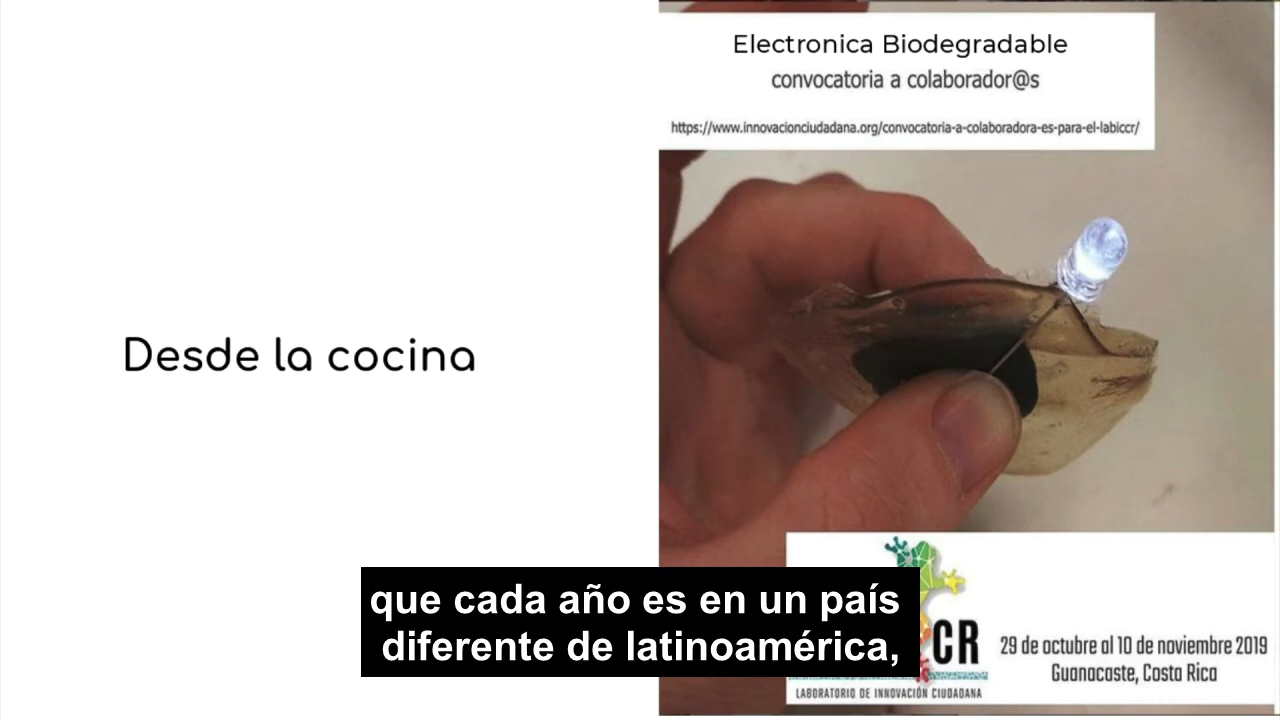 Electronica Biodegradable
convocatoria a colaborador@s
https://www.innovacionciudadana.org/convocatoria-a-colaboradora-es-para-el-labiccr/
Desde la cocina
que cada año es en un país
diferente de latinoamérica,
CR
29 de octubre al 10 de noviembre 2019
Guanacaste, Costa Rica
LABORATORIO DE INNOVACIÓN CIUDADANA